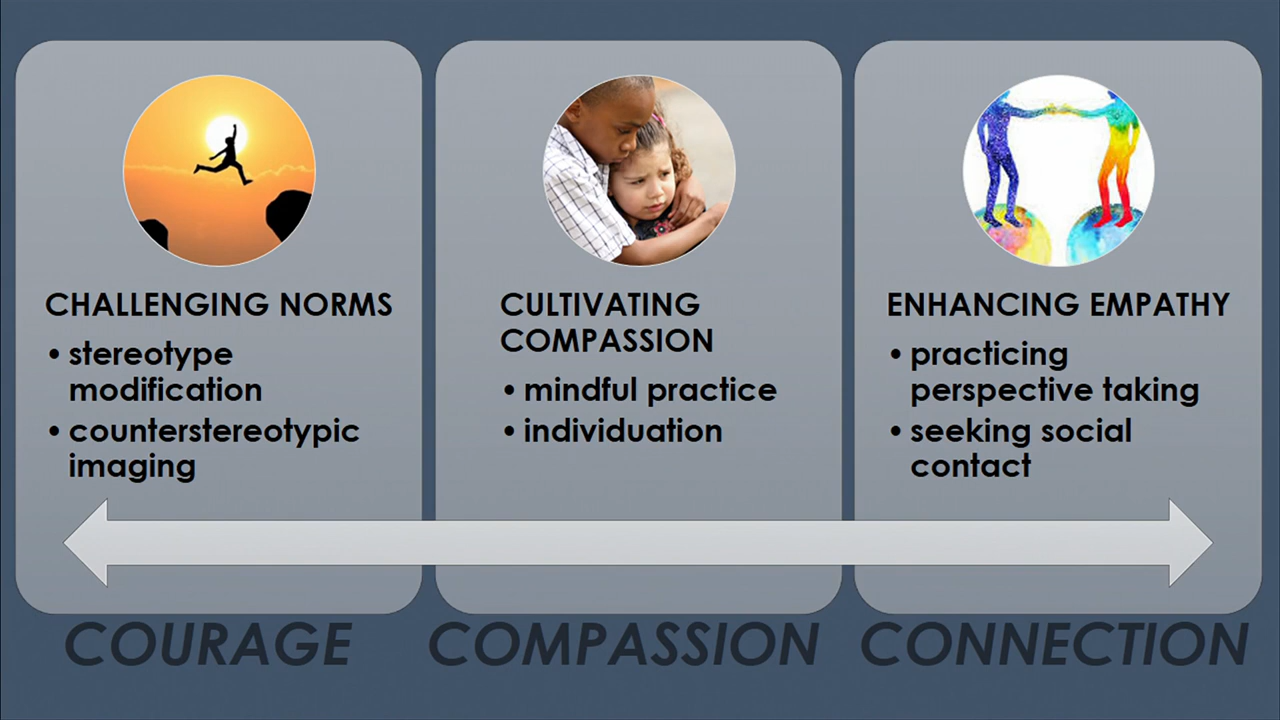 CHALLENGING NORMS
• stereotype
modification
• counterstereotypic
imaging
CULTIVATING
COMPASSION
• mindful practice
• individuation
ENHANCING EMPATHY
• practicing
perspective taking
• seeking social
contact
COURAGE
COMPASSION
CONNECTION